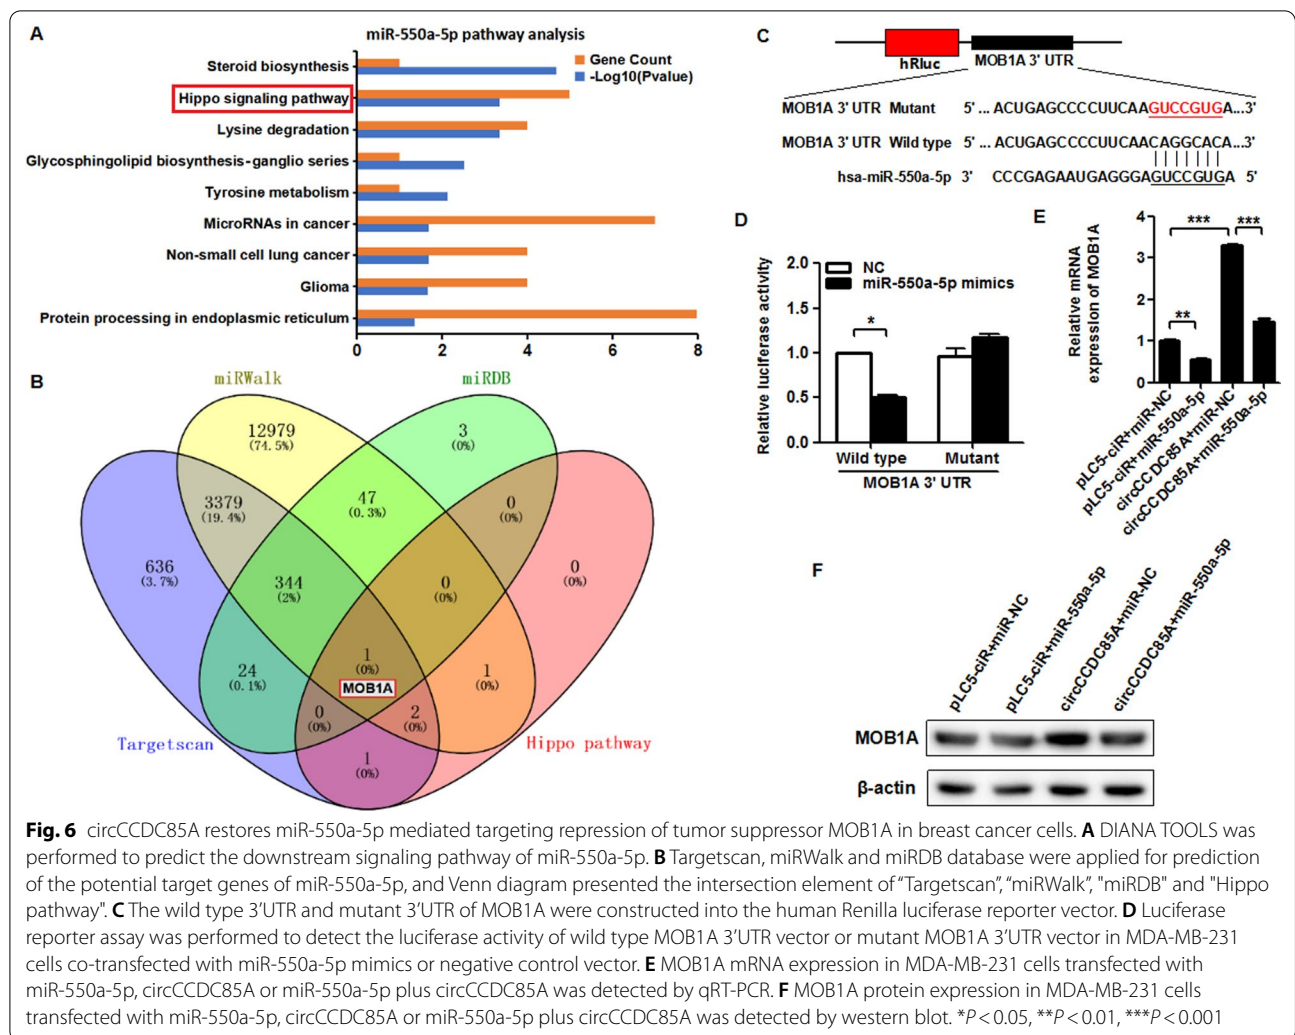 A
miR-550a-5p pathway analysis
Gene Count
-Log10(Pvalue)
Steroid biosynthesis
Hippo signaling pathway
Lysine degradation
Glycosphingolipid biosynthesis-ganglio series
Tyrosine metabolism
MicroRNAs in cancer
Non-small cell lung cancer
Glioma
Protein processing in endoplasmic reticulum
0 2 4 6 8
B
miRWalk
miRDB
12979
(74.5%)
3
(0%)
3379
(19.4%)
47
(0.3%)
0
(0%)
636
(3.7%)
344
(2%)
0
(0%)
0
(0%)
24
(0.1%)
1
(0%)
MOB1A
1
(0%)
0
(0%)
2
(0%)
Targetscan
Hippo pathway
1
(0%)
C
hRluc
MOB1A 3' UTR
MOB1A 3' UTR Mutant 5' ... ACUGAGCCCCUUCAAGUCCGUGA...3'
MOB1A 3' UTR Wild type 5' ... ACUGAGCCCCUUCAACAGGCACA...3'
hsa-miR-550a-5p 3' CCCGAGAAUGAGGGAGUCCGUGA 5'
D
Relative luciferase activity
2.0
1.5
1.0
0.5
0.0
NC
miR-550a-5p mimics
*
Wild type Mutant
MOB1A 3' UTR
E
Relative mRNA
expression of MOB1A
4
3
2
1
0
*** ***
**
pLC5-ciR+miR-NC
pLC5-ciR+miR-550a-5p
circCCDC85A+miR-NC
circCCDC85A+miR-550a-5p
F
pLC5-ciR+miR-NC
pLC5-ciR+miR-550a-5p
circCCDC85A+miR-NC
circCCDC85A+miR-550a-5p
MOB1A
β-actin
Fig. 6 circCCDC85A restores miR-550a-5p mediated targeting repression of tumor suppressor MOB1A in breast cancer cells. A DIANA TOOLS was
performed to predict the downstream signaling pathway of miR-550a-5p. B Targetscan, miRWalk and miRDB database were applied for prediction
of the potential target genes of miR-550a-5p, and Venn diagram presented the intersection element of “Targetscan”, “miRWalk”, "miRDB" and "Hippo
pathway". C The wild type 3’UTR and mutant 3’UTR of MOB1A were constructed into the human Renilla luciferase reporter vector. D Luciferase
reporter assay was performed to detect the luciferase activity of wild type MOB1A 3’UTR vector or mutant MOB1A 3’UTR vector in MDA-MB-231
cells co-transfected with miR-550a-5p mimics or negative control vector. E MOB1A mRNA expression in MDA-MB-231 cells transfected with
miR-550a-5p, circCCDC85A or miR-550a-5p plus circCCDC85A was detected by qRT-PCR. F MOB1A protein expression in MDA-MB-231 cells
transfected with miR-550a-5p, circCCDC85A or miR-550a-5p plus circCCDC85A was detected by western blot. *P < 0.05, **P < 0.01, ***P < 0.001